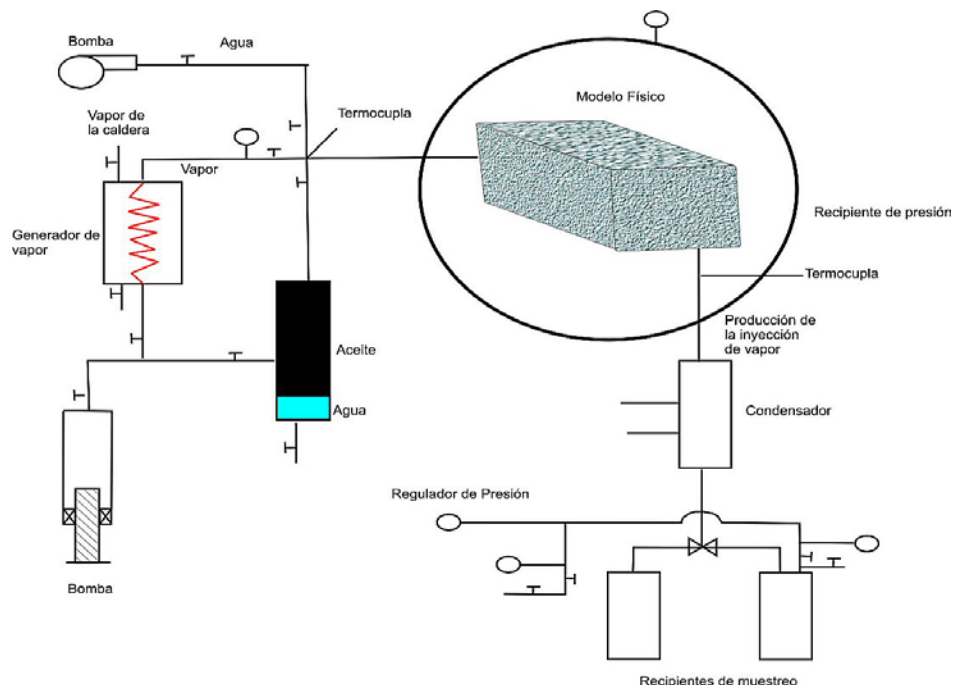 Bomba
Agua
Modelo Físico
Vapor de
la caldera
Termocupla
Vapor
Recipiente de presión
Generador de
vapor
Termocupla
Producción de
la inyección
de vapor
Aceite
Agua
Condensador
Regulador de Presión
Bomba
Recipientes de muestreo